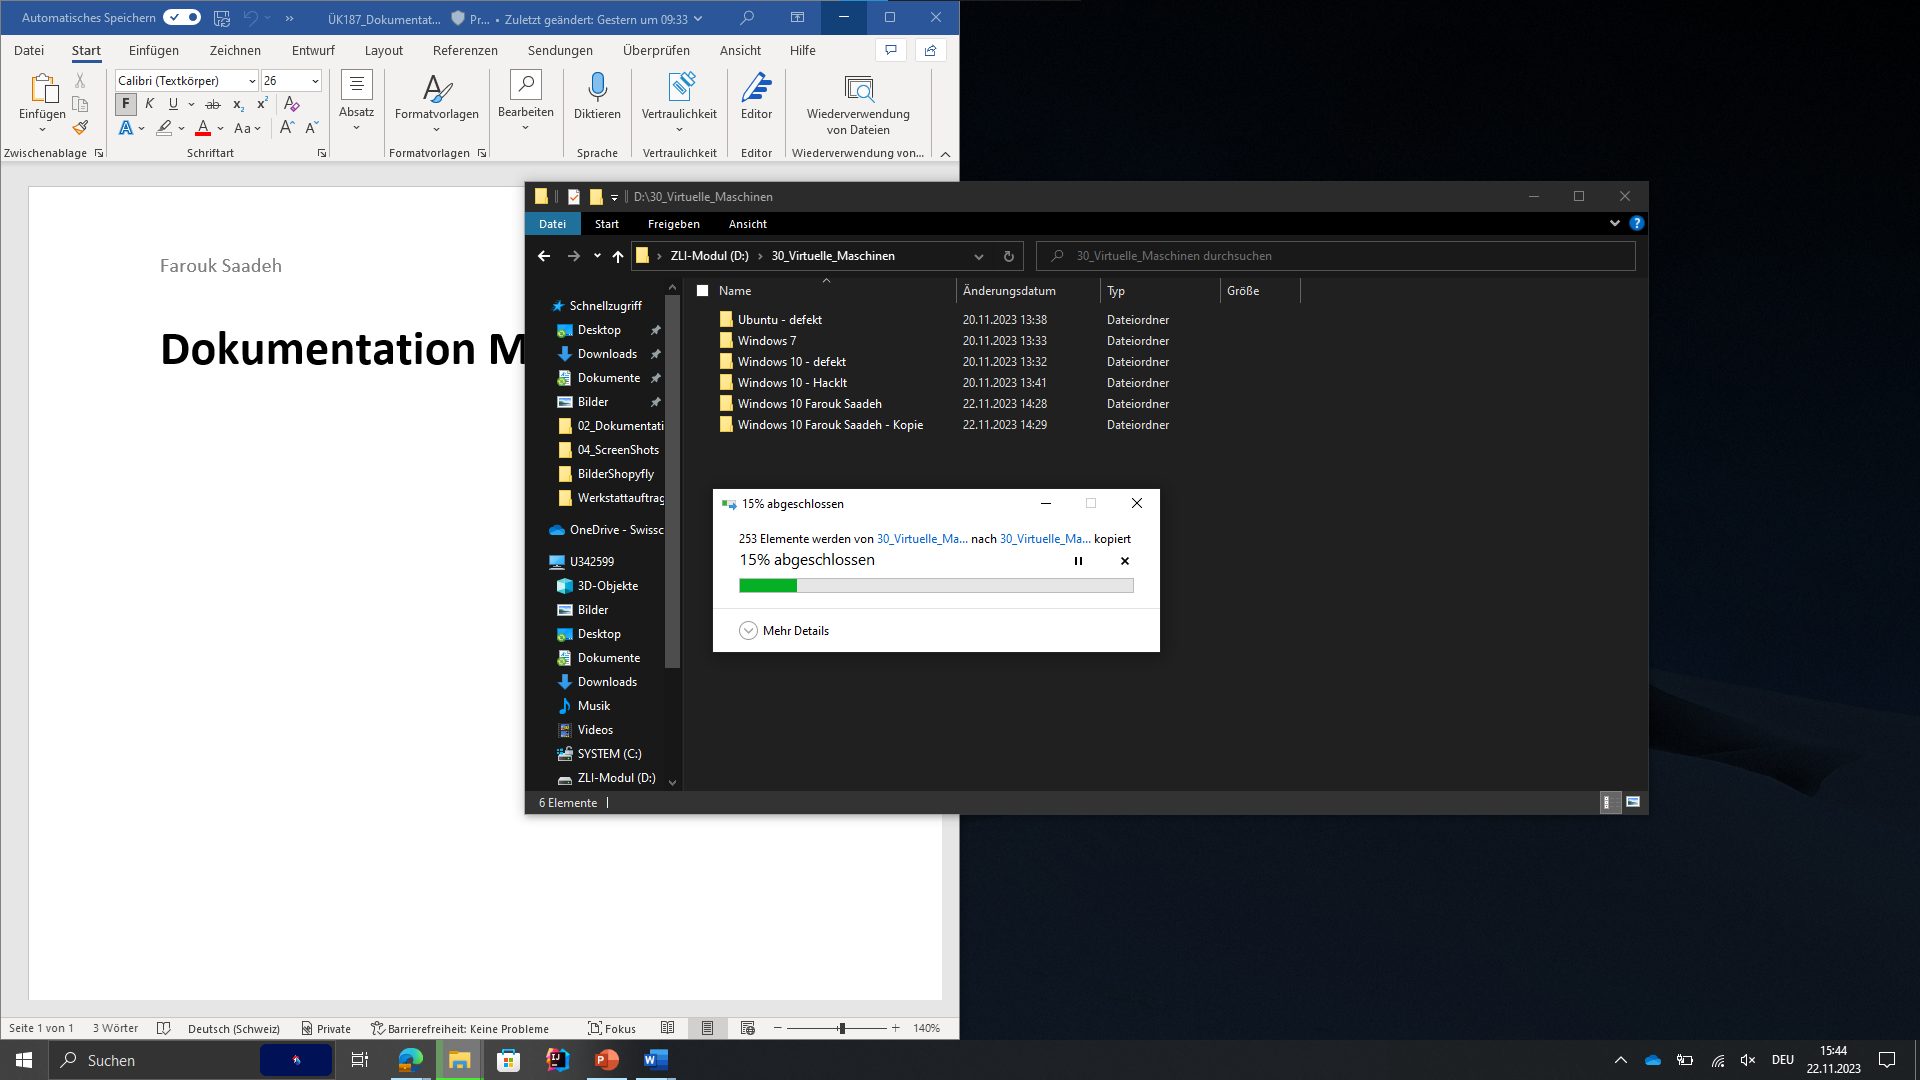 Automatisches Speichern
ÜK187_Dokumentat...
Pr...
• Zuletzt geändert: Gestern um 09:33
Datei Start Einfügen Zeichnen Entwurf Layout Referenzen Sendungen Überprüfen Ansicht Hilfe
Einfügen
Calibri (Textkörper)
26
F K U ab x₂ x²
A A Aa A A
Absatz
Formatvorlagen
Bearbeiten
Diktieren
Vertraulichkeit
Editor
Wiederverwendung
von Dateien
Zwischenablage
Schriftart
Formatvorlagen
Sprache
Vertraulichkeit
Editor
Wiederverwendung von...
Farouk Saadeh
Dokumentation M
D:\30_Virtuelle_Maschinen
Datei Start Freigeben Ansicht
ZLI-Modul (D:) › 30_Virtuelle_Maschinen
30_Virtuelle_Maschinen durchsuchen
Schnellzugriff
Desktop
Downloads
Dokumente
Bilder
02_Dokumentati
04_ScreenShots
BilderShopyfly
Werkstattauftrag
OneDrive - Swissc
U342599
3D-Objekte
Bilder
Desktop
Dokumente
Downloads
Musik
Videos
SYSTEM (C:)
ZLI-Modul (D:)
Name Änderungsdatum Typ Größe
Ubuntu - defekt 20.11.2023 13:38 Dateiordner
Windows 7 20.11.2023 13:33 Dateiordner
Windows 10 - defekt 20.11.2023 13:32 Dateiordner
Windows 10 - HackIt 20.11.2023 13:41 Dateiordner
Windows 10 Farouk Saadeh 22.11.2023 14:28 Dateiordner
Windows 10 Farouk Saadeh - Kopie 22.11.2023 14:29 Dateiordner
15% abgeschlossen
253 Elemente werden von 30_Virtuelle_Ma... nach 30_Virtuelle_Ma... kopiert
15% abgeschlossen
Mehr Details
6 Elemente
Seite 1 von 1 3 Wörter Deutsch (Schweiz) Private Barrierefreiheit: Keine Probleme Fokus 140%
Suchen
DEU
15:44
22.11.2023